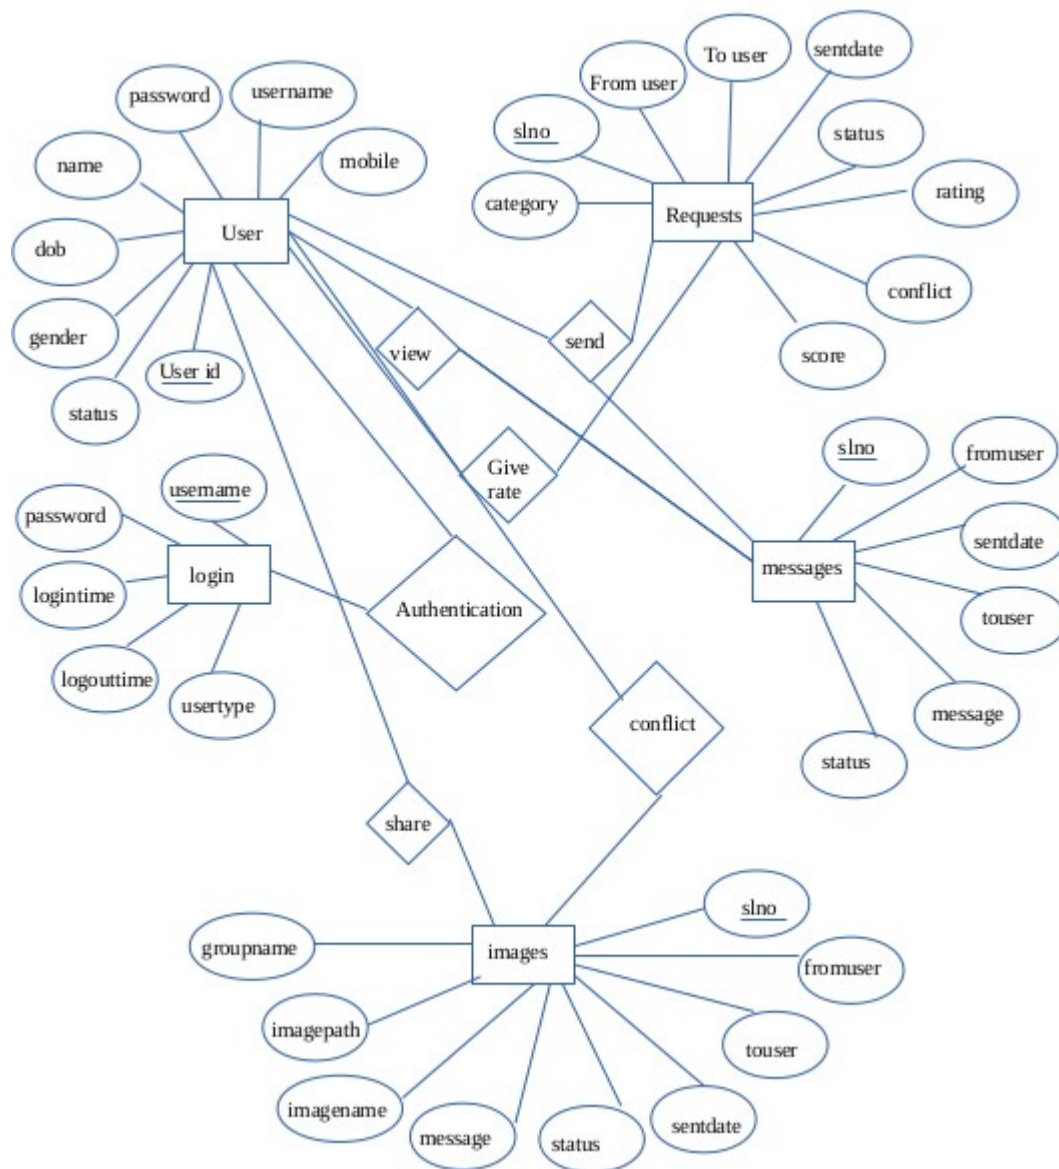 password
username
name
mobile
User
dob
gender
User id
status
From user
To user
sentdate
slno
status
category
Requests
rating
conflict
score
view
send
Give
rate
slno
fromuser
sentdate
messages
touser
message
status
username
password
login
logintime
logouttime
usertype
Authentication
conflict
share
slno
groupname
images
fromuser
imagepath
touser
imagename
message
status
sentdate